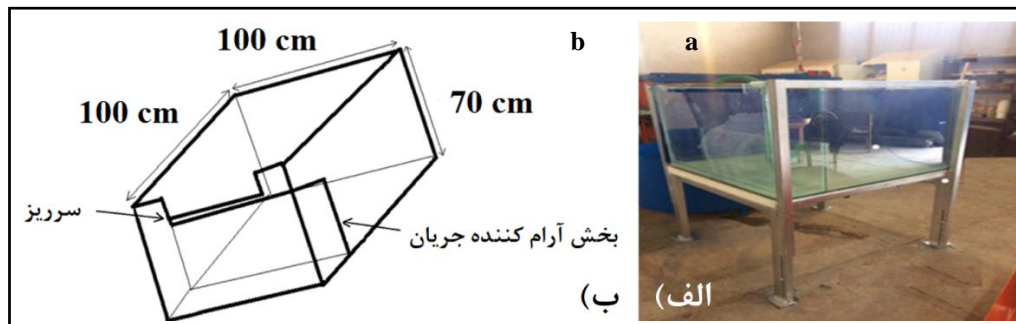 100 cm
b
a
100 cm
70 cm
سرریز
بخش آرام کننده جریان
ب)
الف)